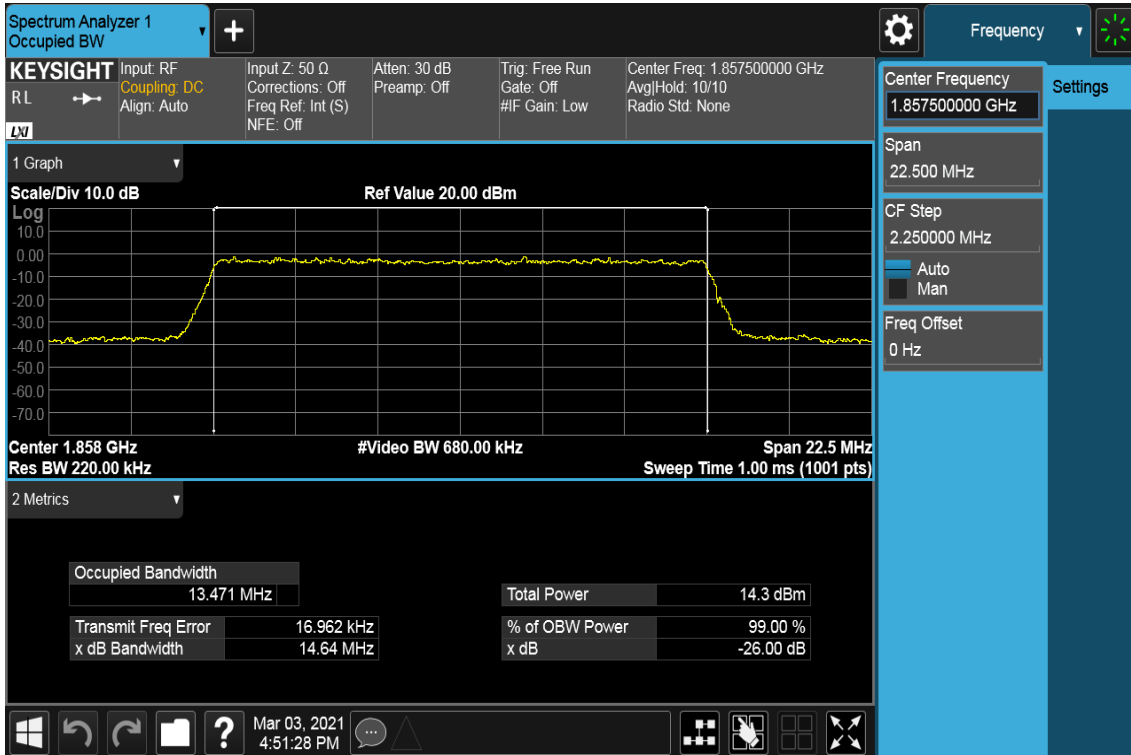 Spectrum Analyzer 1
Occupied BW
+
Frequency
KEYSIGHT
R L
LXI
Input: RF
Coupling: DC
Align: Auto
Input Z: 50 Ω
Corrections: Off
Freq Ref: Int (S)
NFE: Off
Atten: 30 dB
Preamp: Off
Trig: Free Run
Gate: Off
#IF Gain: Low
Center Freq: 1.857500000 GHz
Avg|Hold: 10/10
Radio Std: None
Center Frequency
1.857500000 GHz
Settings
Span
22.500 MHz
CF Step
2.250000 MHz
Auto
Man
Freq Offset
0 Hz
1 Graph
Scale/Div 10.0 dB
Ref Value 20.00 dBm
Log
10.0
0.00
-10.0
-20.0
-30.0
-40.0
-50.0
-60.0
-70.0
Center 1.858 GHz
#Video BW 680.00 kHz
Span 22.5 MHz
Res BW 220.00 kHz
Sweep Time 1.00 ms (1001 pts)
2 Metrics
Occupied Bandwidth
13.471 MHz
Total Power 14.3 dBm
Transmit Freq Error 16.962 kHz
% of OBW Power 99.00 %
x dB Bandwidth 14.64 MHz
x dB -26.00 dB
?
Mar 03, 2021
4:51:28 PM